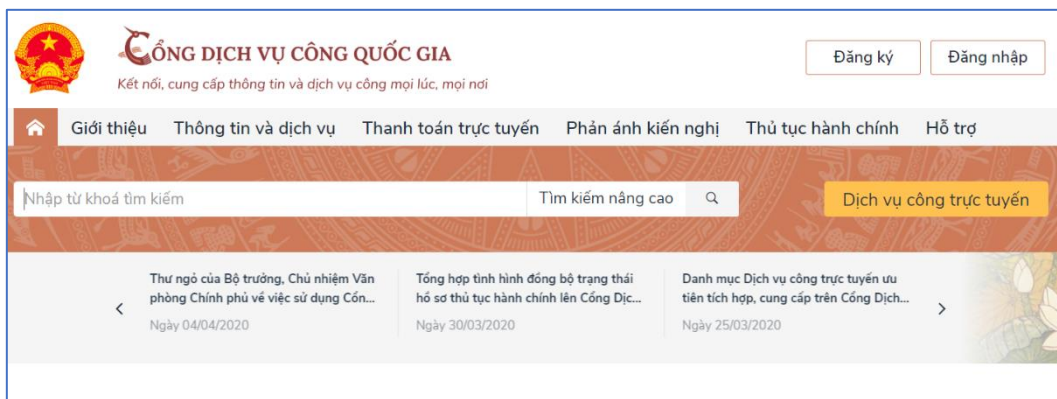 CỔNG DỊCH VỤ CÔNG QUỐC GIA
Kết nối, cung cấp thông tin và dịch vụ công mọi lúc, mọi nơi
Đăng ký
Đăng nhập
Giới thiệu
Thông tin và dịch vụ
Thanh toán trực tuyến
Phản ánh kiến nghị
Thủ tục hành chính
Hỗ trợ
Nhập từ khoá tìm kiếm
Tìm kiếm nâng cao
Dịch vụ công trực tuyến
Thư ngỏ của Bộ trưởng, Chủ nhiệm Văn
phòng Chính phủ về việc sử dụng Cổn...
Ngày 04/04/2020
Tổng hợp tình hình đồng bộ trạng thái
hồ sơ thủ tục hành chính lên Cổng Dịc...
Ngày 30/03/2020
Danh mục Dịch vụ công trực tuyến ưu
tiên tích hợp, cung cấp trên Cổng Dịch...
Ngày 25/03/2020